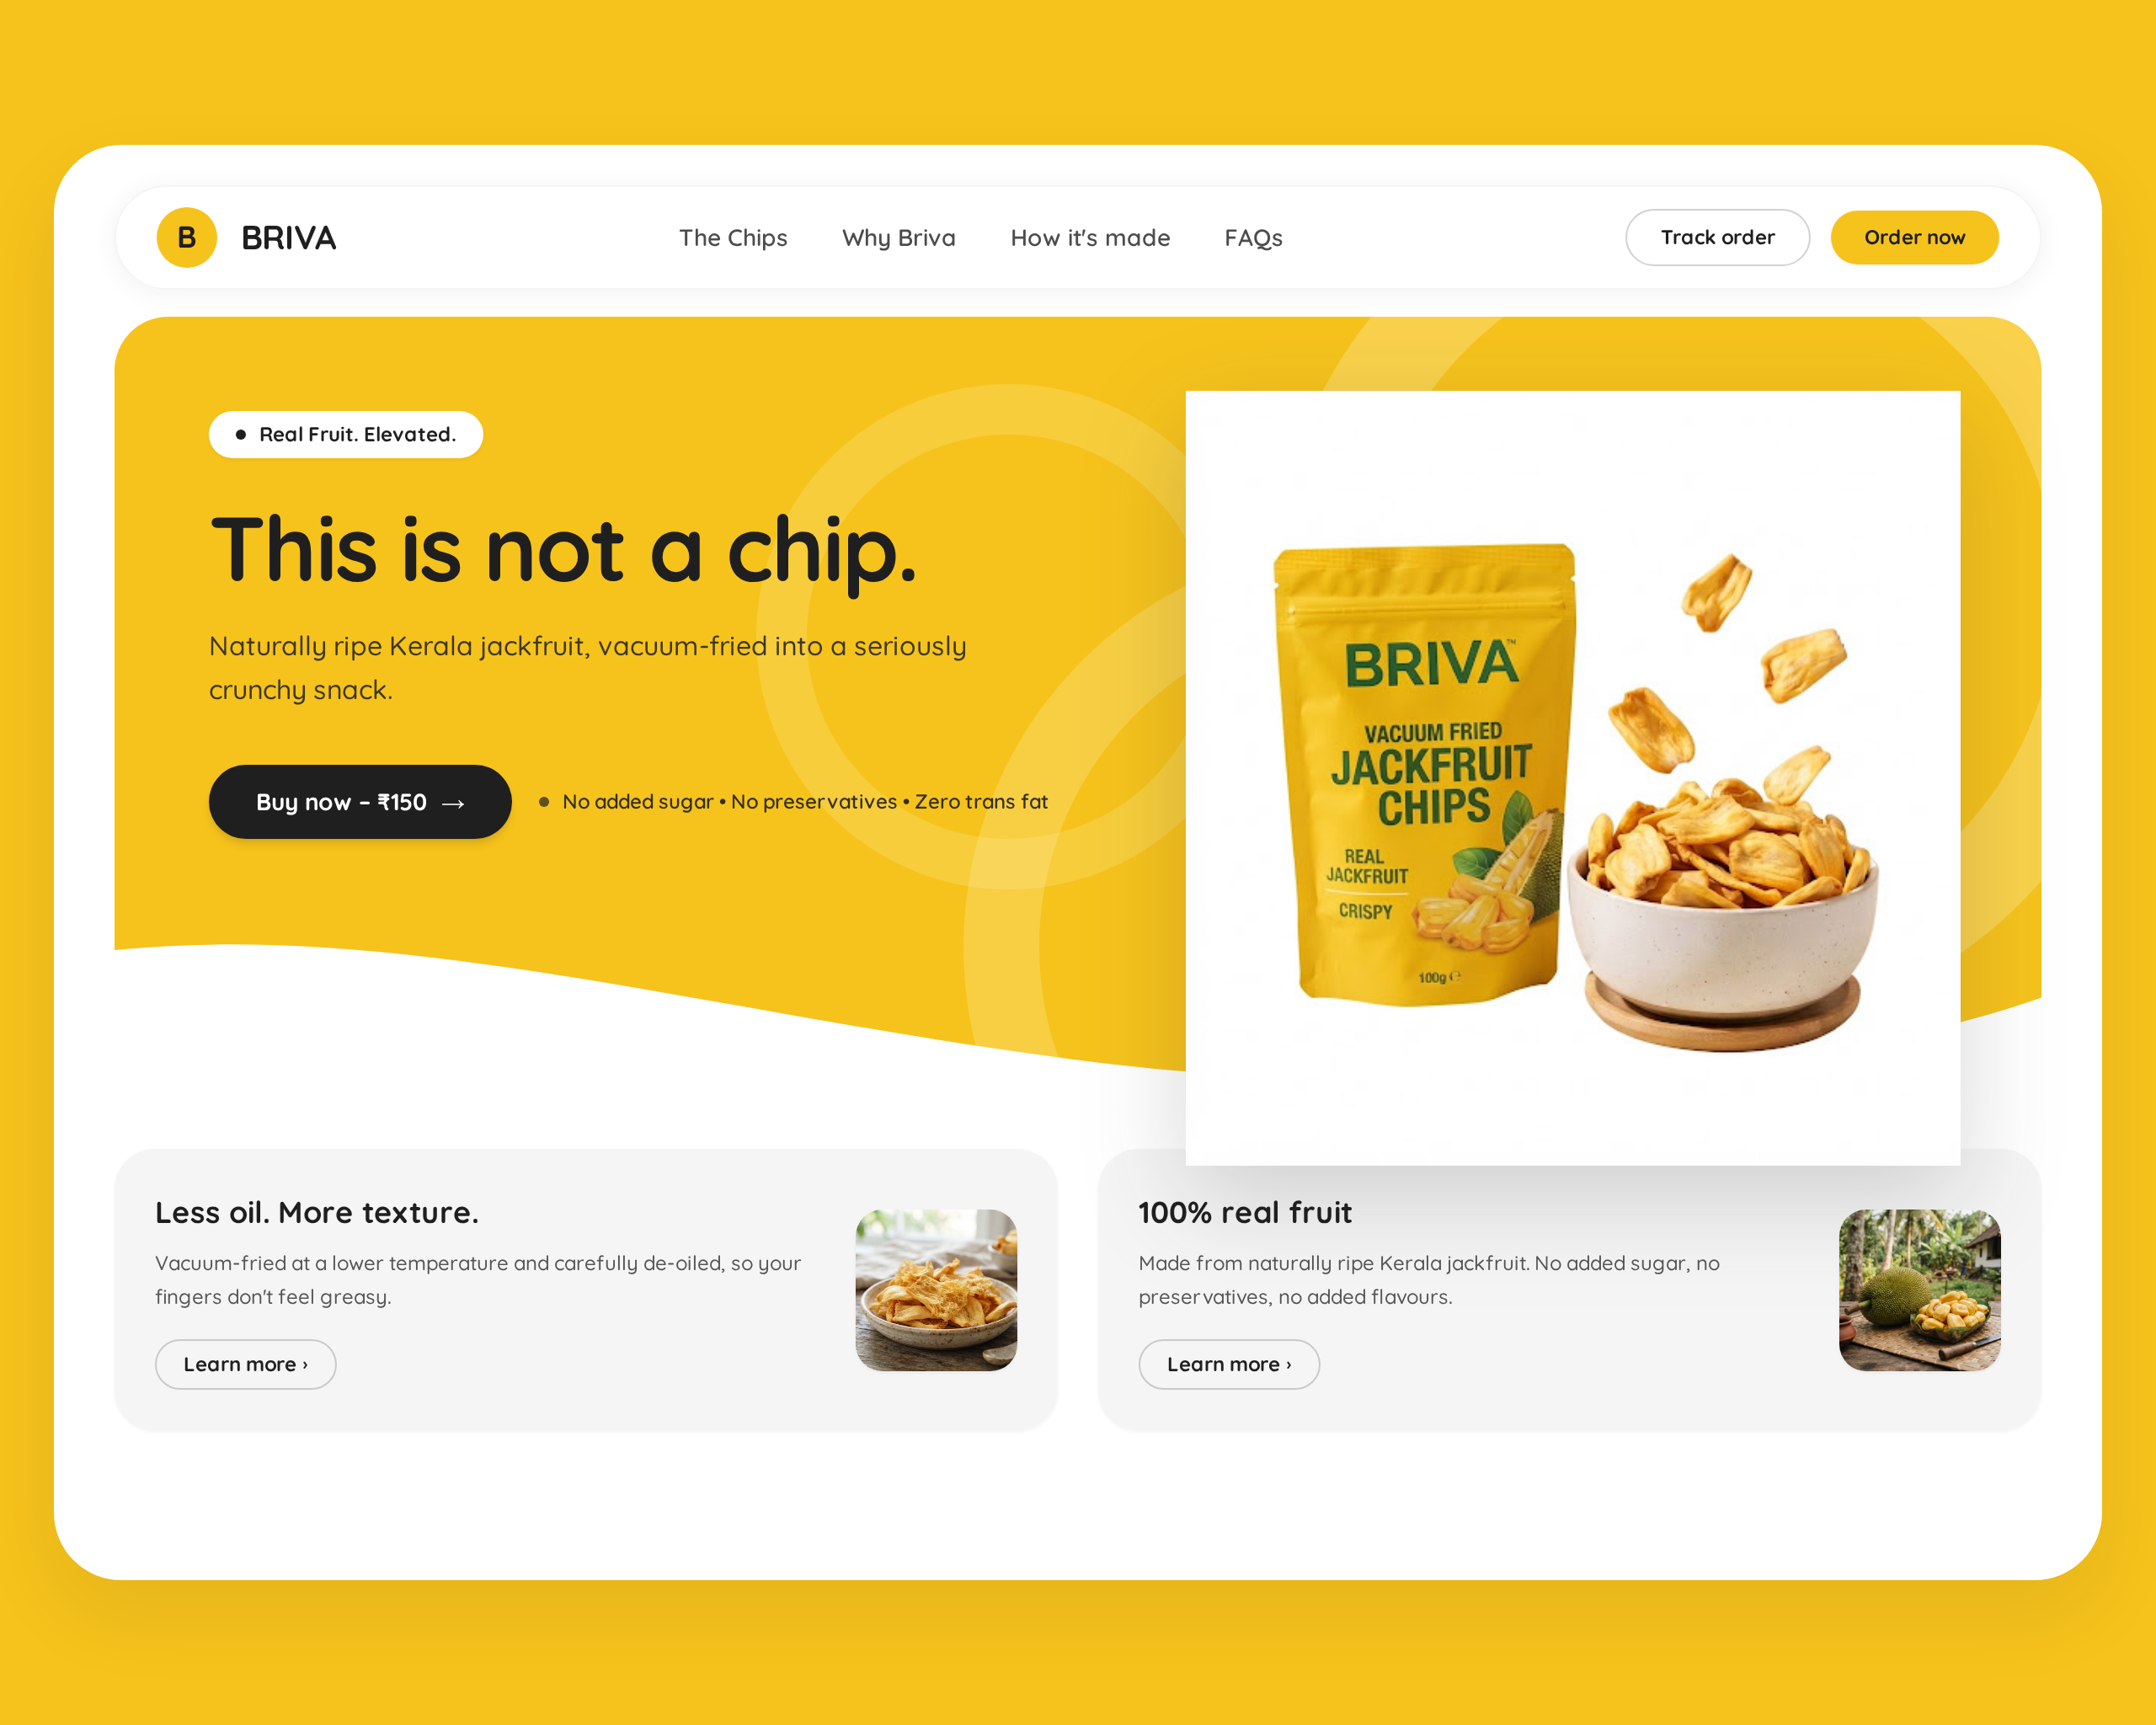 B BRIVA The Chips Why Briva How it's made FAQs Track order Order now
• Real Fruit. Elevated.
This is not a chip.
Naturally ripe Kerala jackfruit, vacuum-fried into a seriously
crunchy snack.
Buy now – ₹150 → • No added sugar • No preservatives • Zero trans fat
BRIVA™
VACUUM FRIED
JACKFRUIT
CHIPS
REAL
JACKFRUIT
CRISPY
100g ℮
Less oil. More texture.
Vacuum-fried at a lower temperature and carefully de-oiled, so your
fingers don't feel greasy.
Learn more ›
100% real fruit
Made from naturally ripe Kerala jackfruit. No added sugar, no
preservatives, no added flavours.
Learn more ›